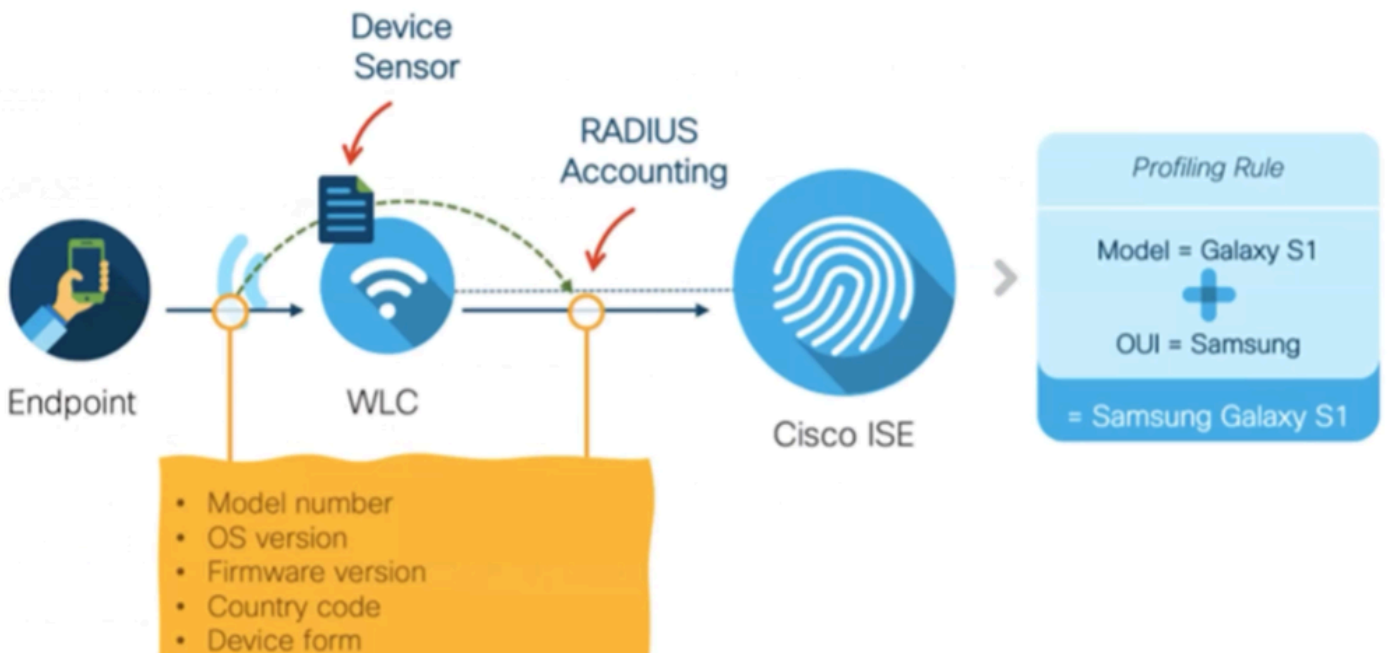 Device
Sensor
RADIUS
Accounting
Endpoint
WLC
Cisco ISE
Profiling Rule
Model = Galaxy S1
OUI = Samsung
= Samsung Galaxy S1
• Model number
• OS version
• Firmware version
• Country code
• Device form